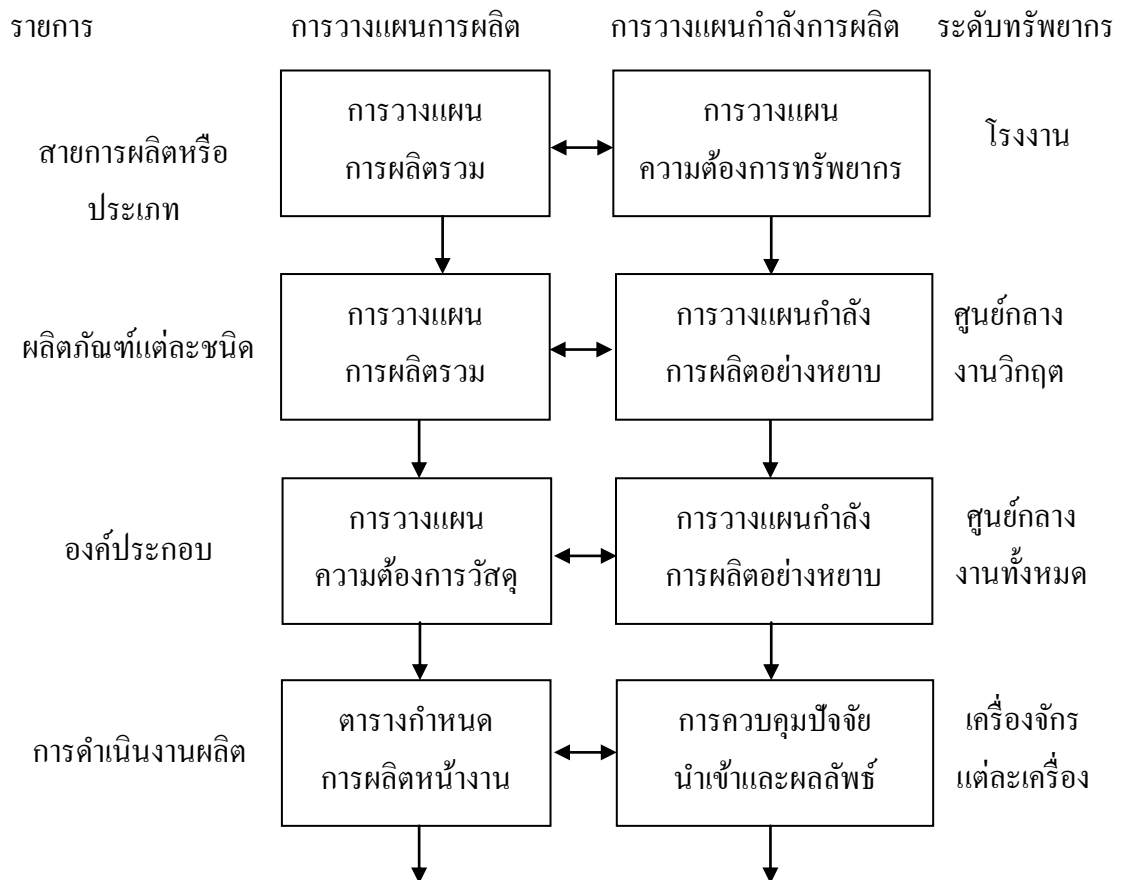 รายการ
การวางแผนการผลิต
การวางแผนกำลังการผลิต
ระดับทรัพยากร
สายการผลิตหรือ
ประเภท
การวางแผน
การผลิตรวม
การวางแผน
ความต้องการทรัพยากร
โรงงาน
ผลิตภัณฑ์แต่ละชนิด
การวางแผน
การผลิตรวม
การวางแผนกำลัง
การผลิตอย่างหยาบ
ศูนย์กลาง
งานวิกฤต
องค์ประกอบ
การวางแผน
ความต้องการวัสดุ
การวางแผนกำลัง
การผลิตอย่างหยาบ
ศูนย์กลาง
งานทั้งหมด
การดำเนินงานผลิต
ตารางกำหนด
การผลิตหน้างาน
การควบคุมปัจจัย
นำเข้าและผลลัพธ์
เครื่องจักร
แต่ละเครื่อง